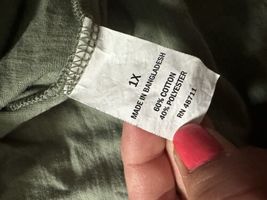 1X
MADE IN BANGLADESH
60% COTTON
40% POLYESTER
RN 48711